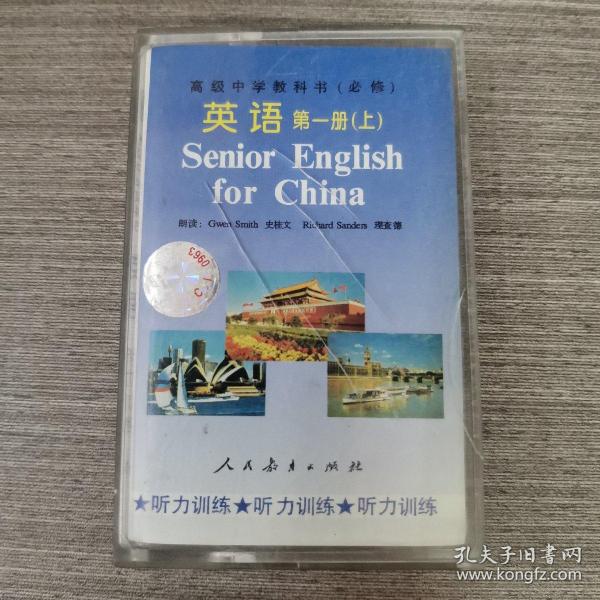 高级中学教科书(必修)
英语 第一册(上)
Senior English
for China
朗读: Gwen Smith 史桂文 Richard Sanders 理查德
0963
人民教育出版社
★听力训练★听力训练★听力训练
孔夫子旧书网
www.kongfz.com